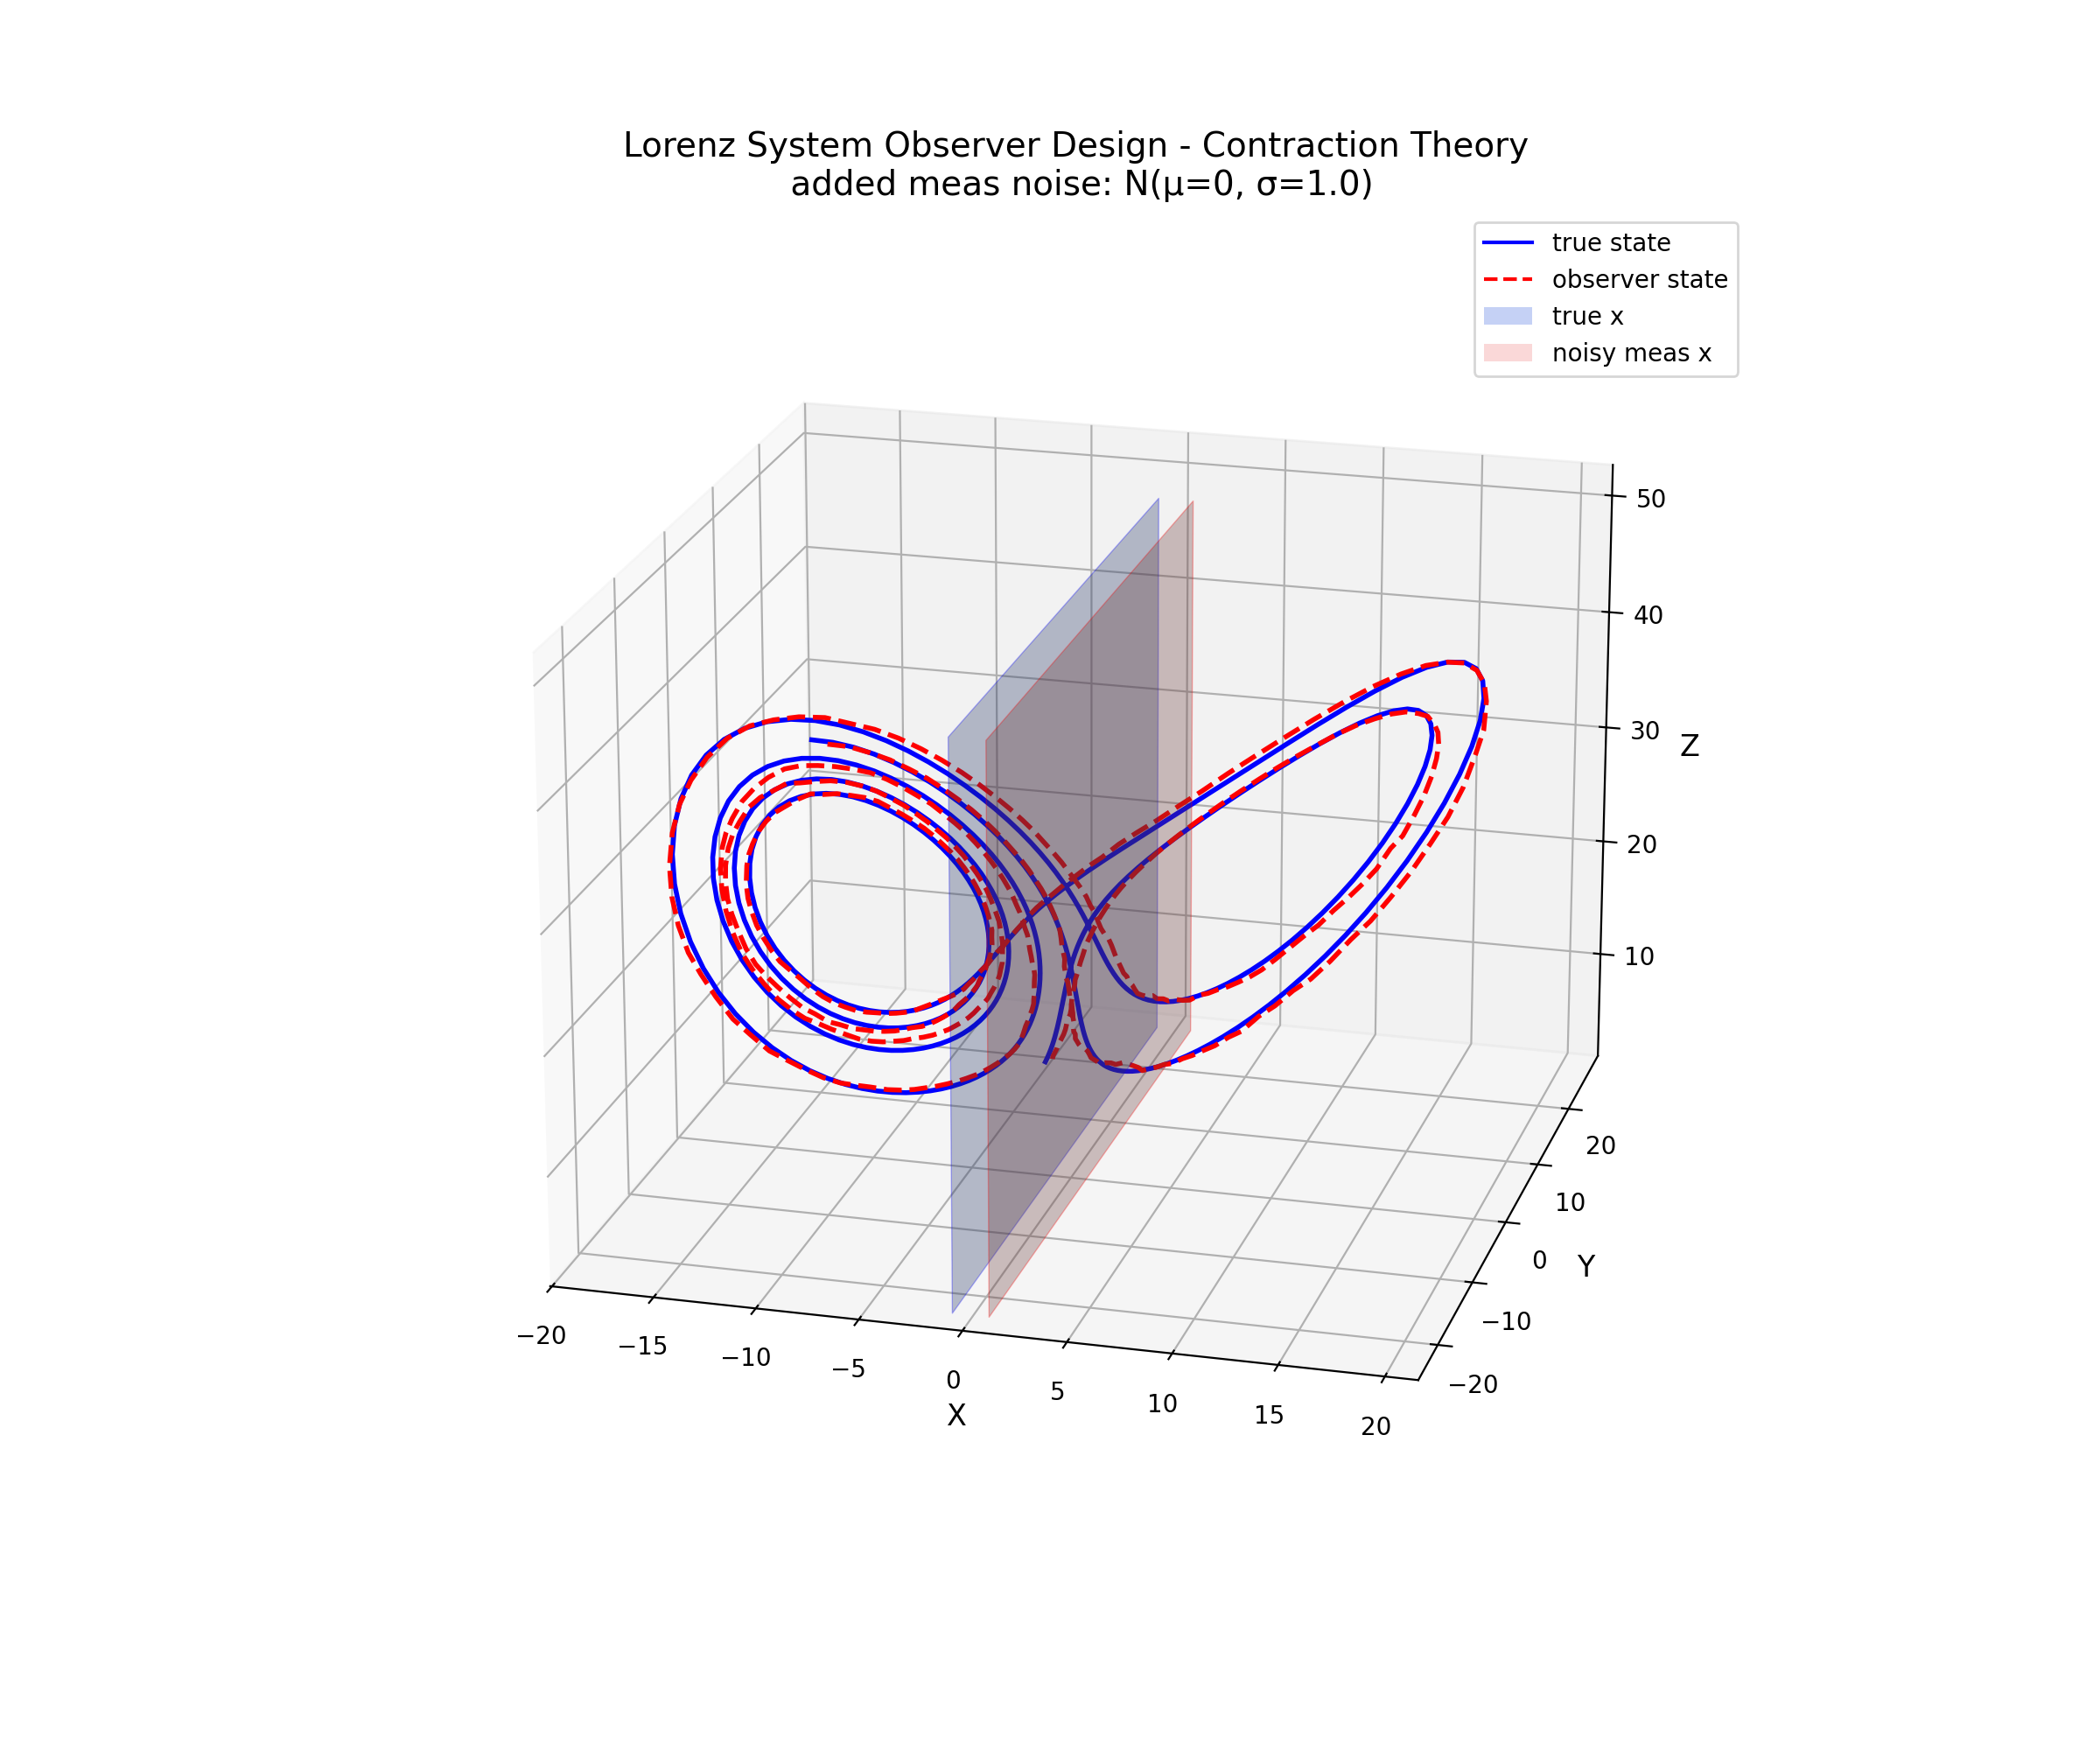 Lorenz System Observer Design - Contraction Theory
added meas noise: N(μ=0, σ=1.0)
true state
observer state
true x
noisy meas x
50
40
30
20
10
Z
20
10
0
−10
−20
Y
−20
−15
−10
−5
0
5
10
15
20
X